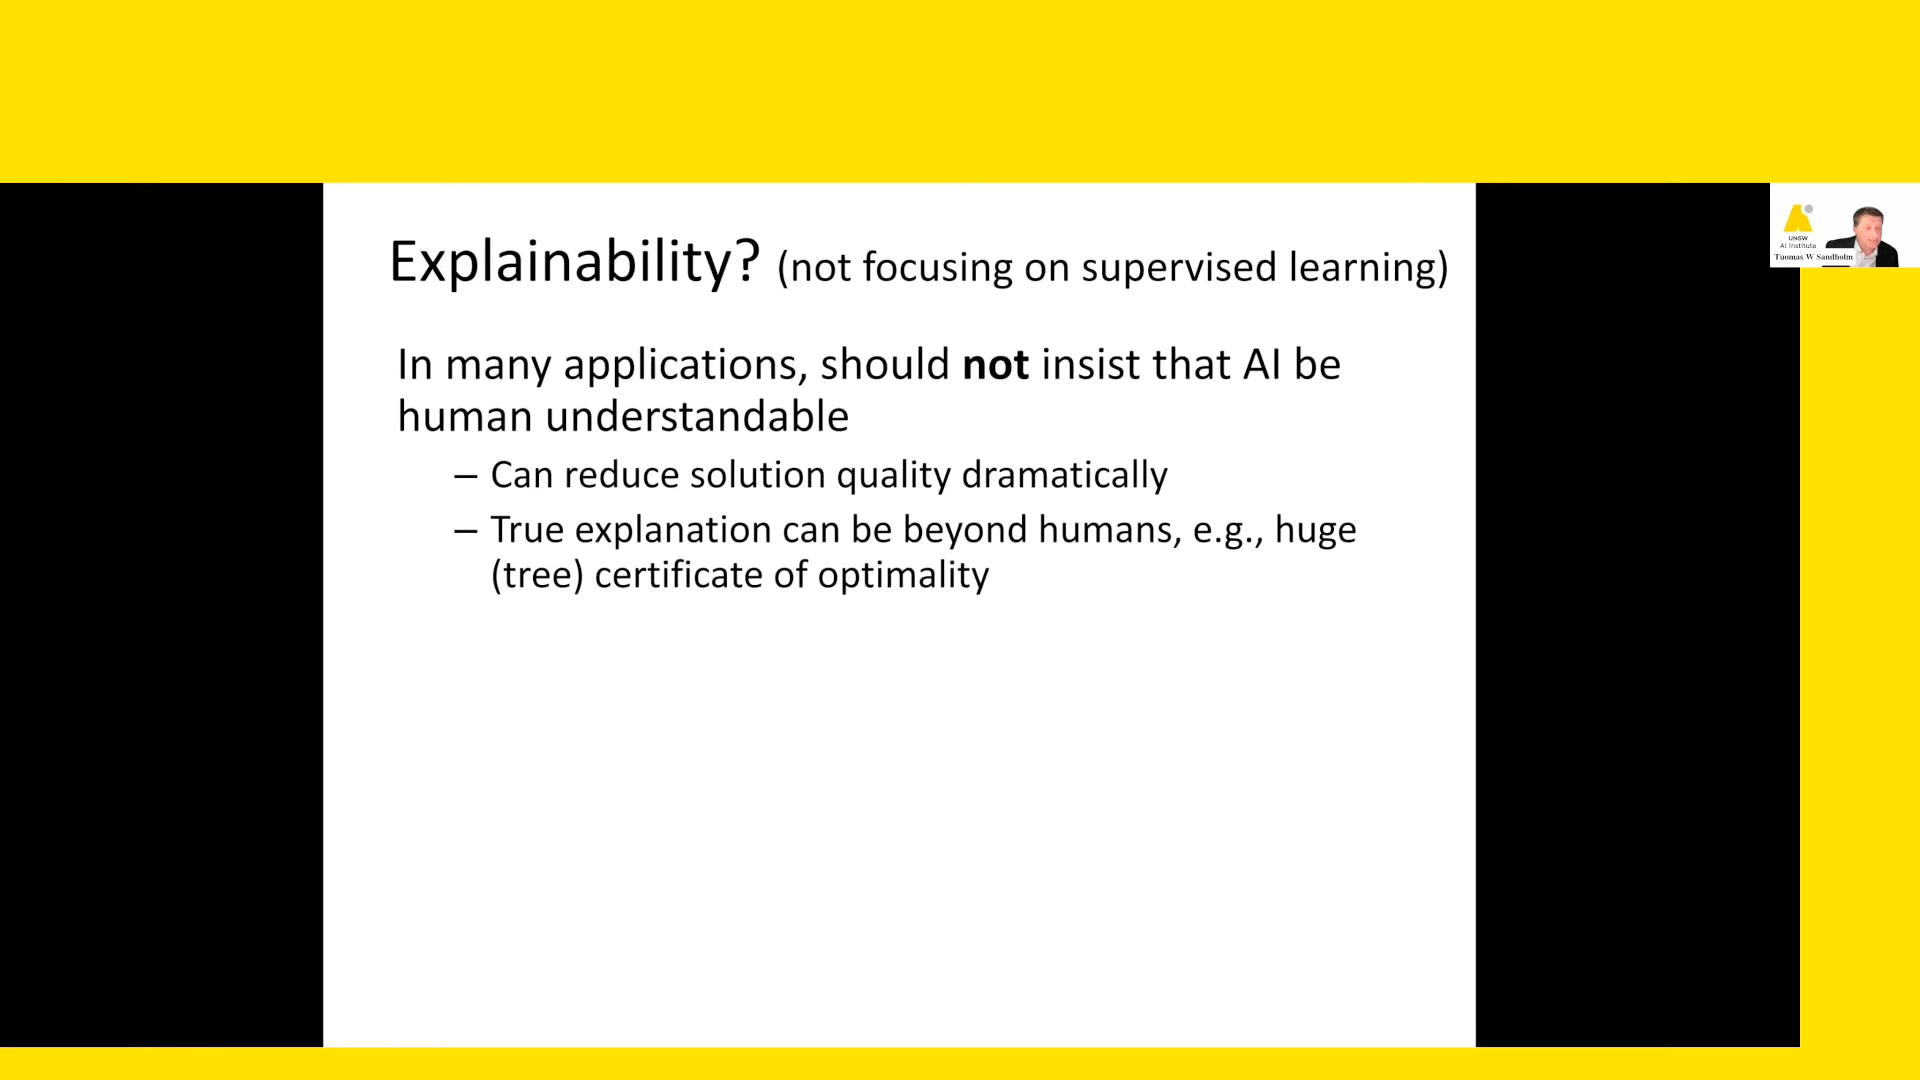 Explainability? (not focusing on supervised learning)
In many applications, should not insist that AI be
human understandable
– Can reduce solution quality dramatically
– True explanation can be beyond humans, e.g., huge
(tree) certificate of optimality
UNSW
AI Institute
Tuomas W Sandholm